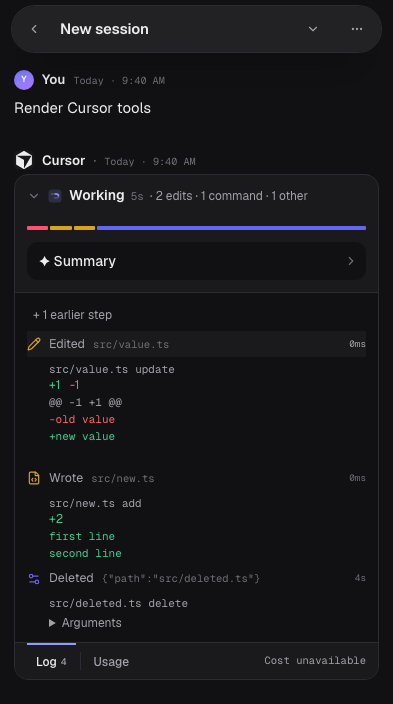 New session
Y You Today · 9:40 AM
Render Cursor tools
Cursor · Today · 9:40 AM
Working 5s · 2 edits · 1 command · 1 other
Summary
+ 1 earlier step
Edited src/value.ts 0ms
src/value.ts update
+1 -1
@@ -1 +1 @@
-old value
+new value
Wrote src/new.ts 0ms
src/new.ts add
+2
first line
second line
Deleted {"path":"src/deleted.ts"} 4s
src/deleted.ts delete
Arguments
Log 4 Usage Cost unavailable